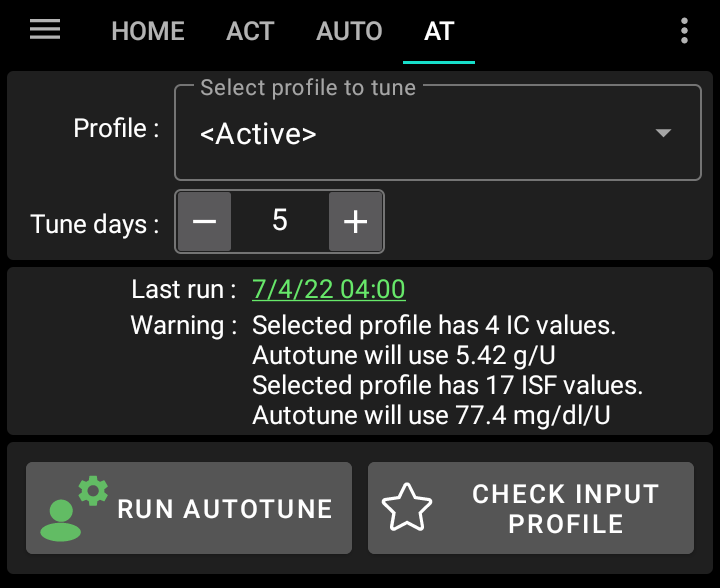 HOME ACT AUTO AT
Select profile to tune
Profile : <Active>
Tune days : − 5 +
Last run : 7/4/22 04:00
Warning : Selected profile has 4 IC values.
Autotune will use 5.42 g/U
Selected profile has 17 ISF values.
Autotune will use 77.4 mg/dl/U
RUN AUTOTUNE
CHECK INPUT
PROFILE